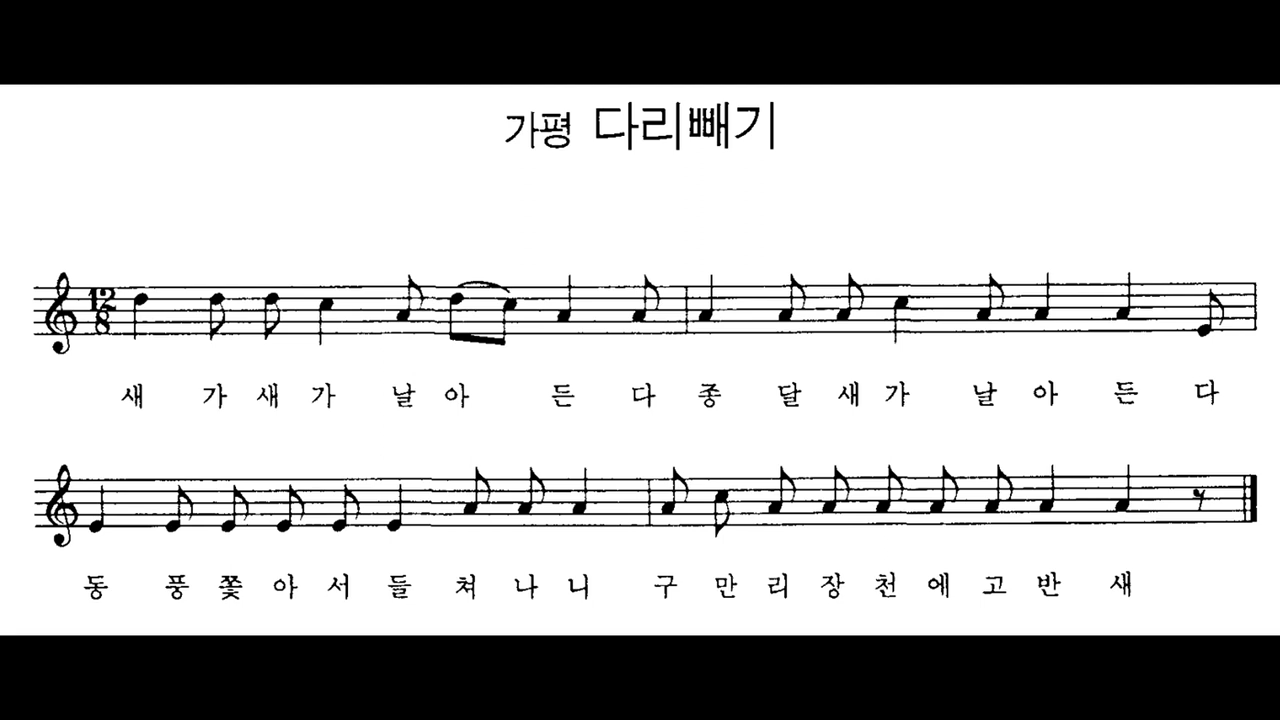 가평 다리빼기
12
8
새 가 새 가 날 아 든 다 종 달 새 가 날 아 든 다
동 풍 쫓 아 서 들 쳐 나 니 구 만 리 장 천 에 고 반 새